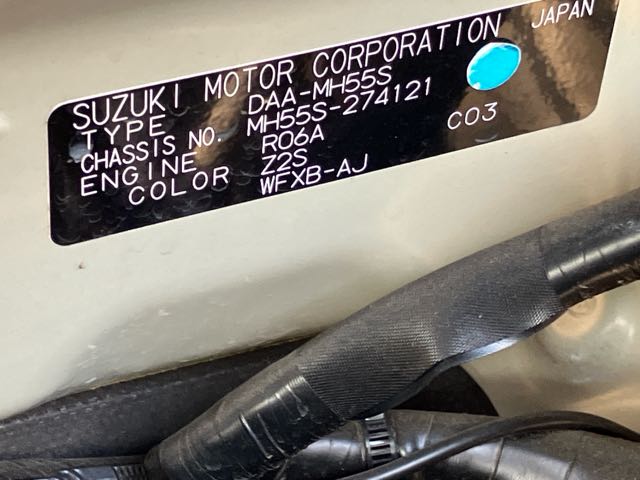 SUZUKI MOTOR CORPORATION JAPAN
TYPE DAA-MH55S
CHASSIS NO. MH55S-274121
ENGINE R06A C03
COLOR Z2S
WFXB-AJ